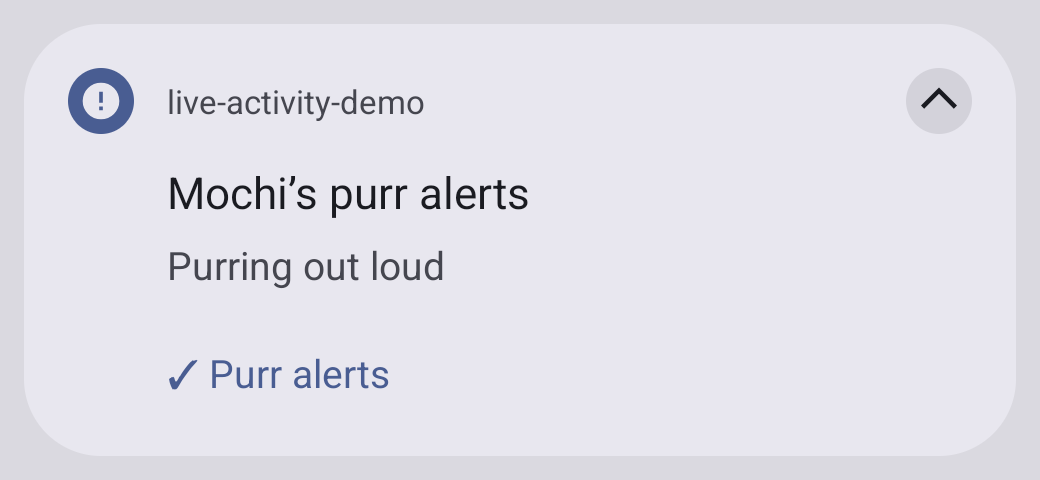 live-activity-demo
Mochi’s purr alerts
Purring out loud
✓ Purr alerts